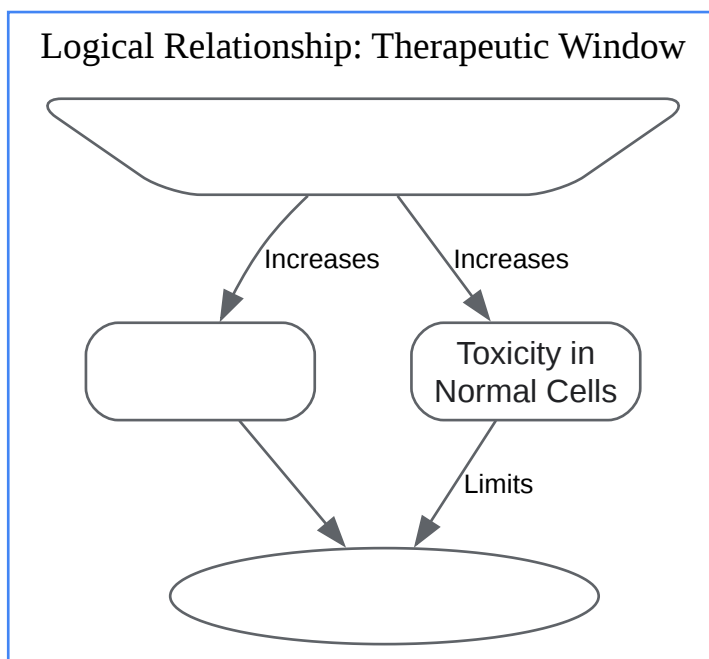 Logical Relationship: Therapeutic Window
Increases
Increases
Toxicity in
Normal Cells
Limits